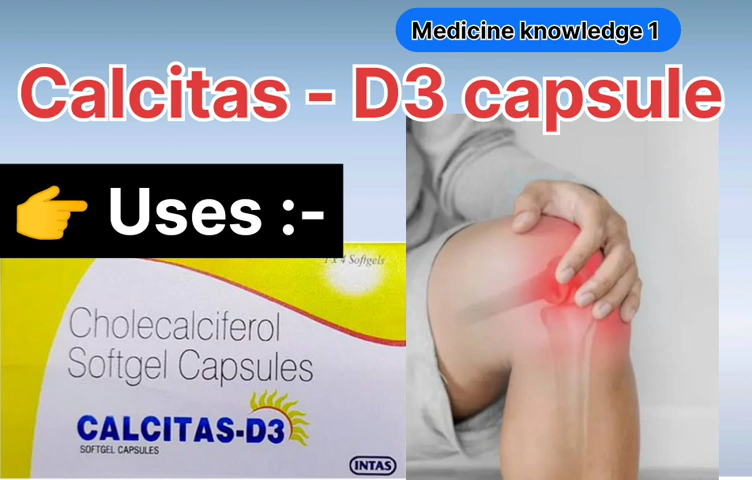 Medicine knowledge 1
Calcitas - D3 capsule
👉 Uses :-
1 x 4 Softgels
Cholecalciferol
Softgel Capsules
CALCITAS-D3
SOFTGEL CAPSULES
INTAS